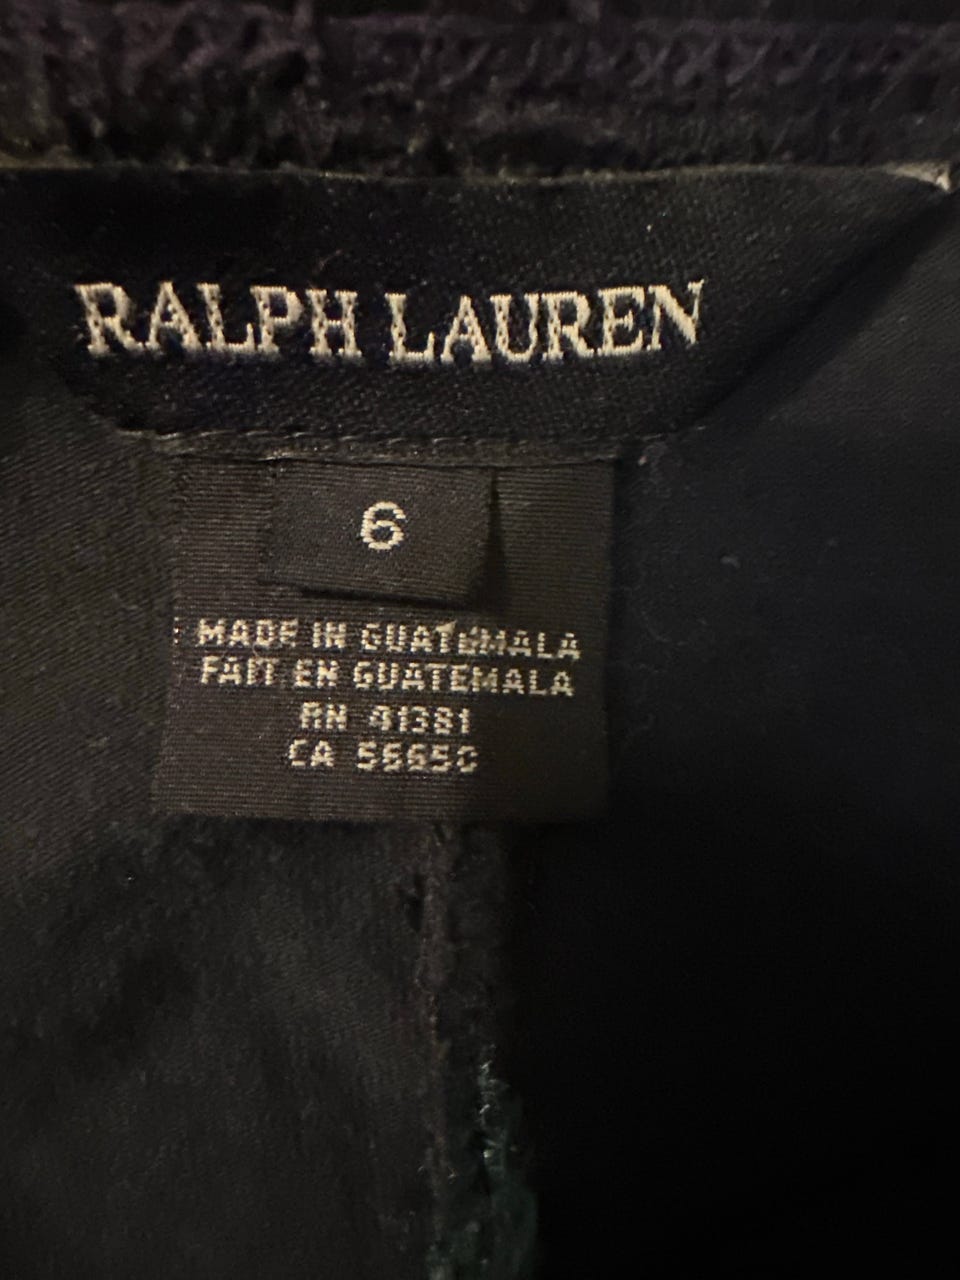 RALPH LAUREN
6
MADE IN GUATEMALA
FAIT EN GUATEMALA
RN 41381
CA 56650